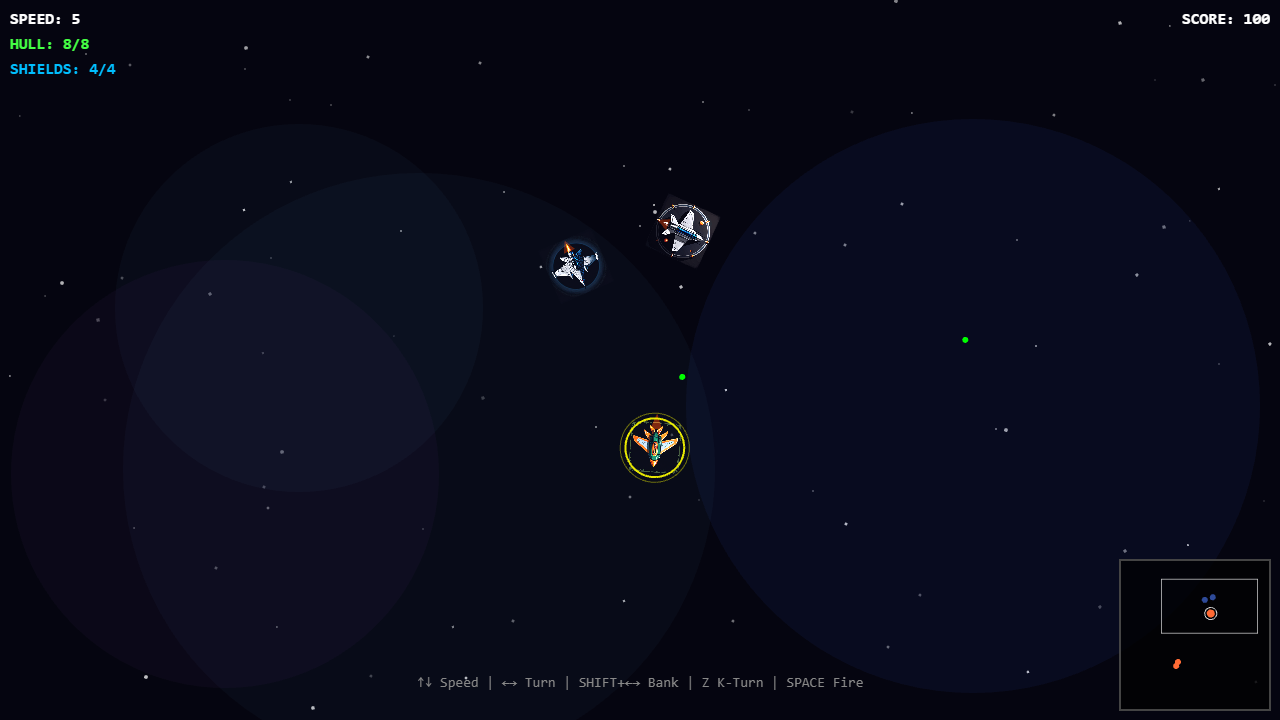 SPEED: 5
SCORE: 100
HULL: 8/8
SHIELDS: 4/4
↑↓ Speed | ↔ Turn | SHIFT+↔ Bank | Z K-Turn | SPACE Fire